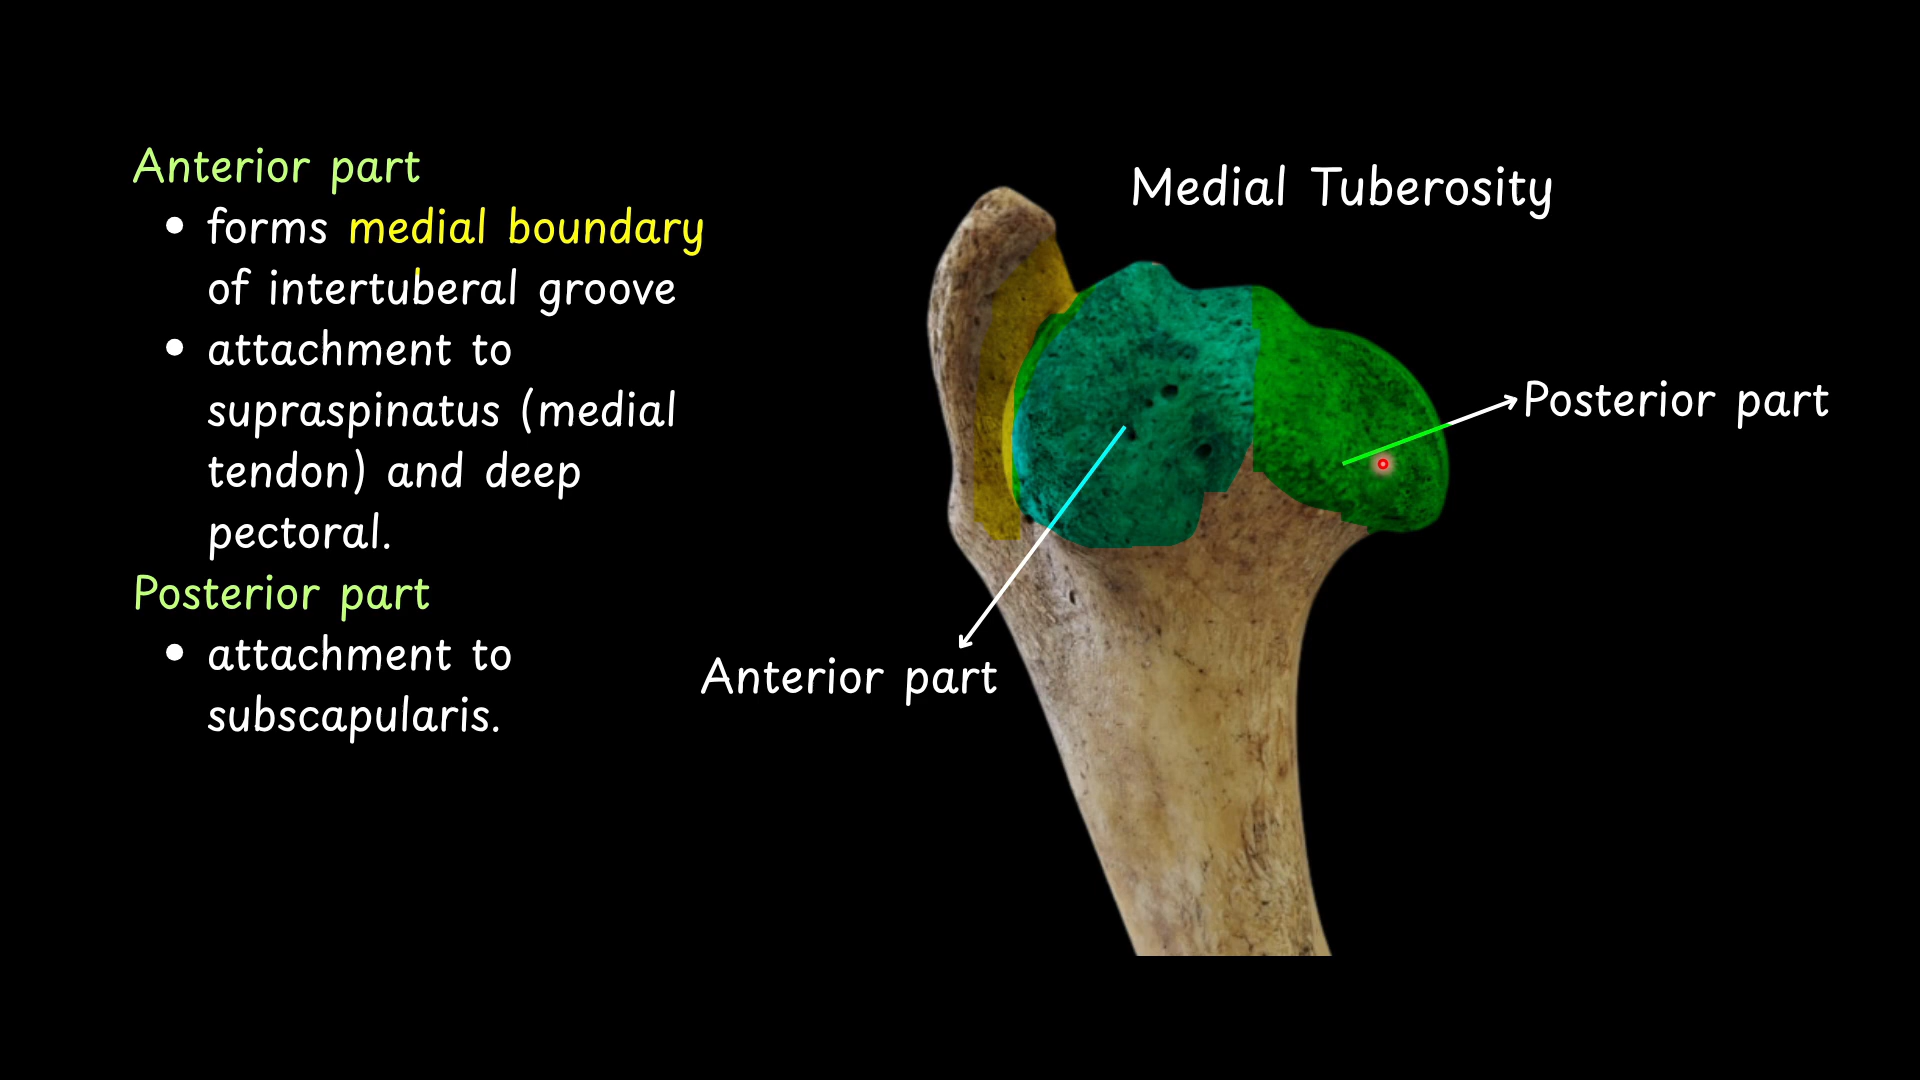 Anterior part
• forms medial boundary
of intertuberal groove
• attachment to
supraspinatus (medial
tendon) and deep
pectoral.
Posterior part
• attachment to
subscapularis.
Medial Tuberosity
Posterior part
Anterior part